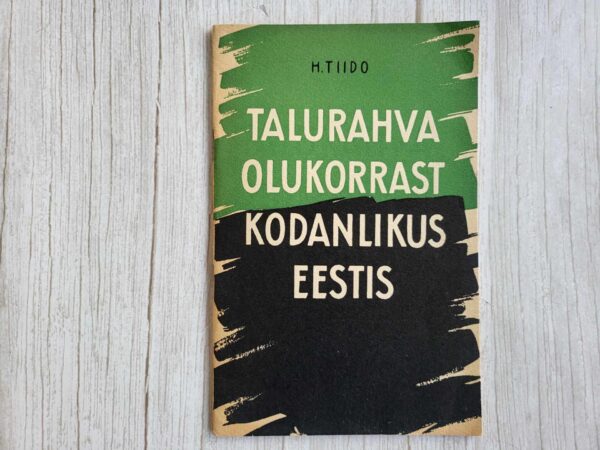 H. TIIDO
TALURAHVA
OLUKORRAST
KODANLIKUS
EESTIS